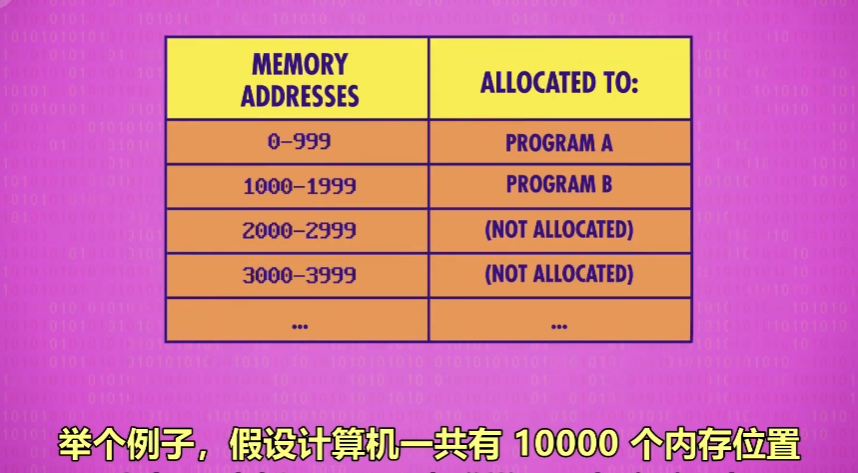 MEMORY
ADDRESSES
ALLOCATED TO:
0-999
PROGRAM A
1000-1999
PROGRAM B
2000-2999
(NOT ALLOCATED)
3000-3999
(NOT ALLOCATED)
...
...
举个例子，假设计算机一共有 10000 个内存位置